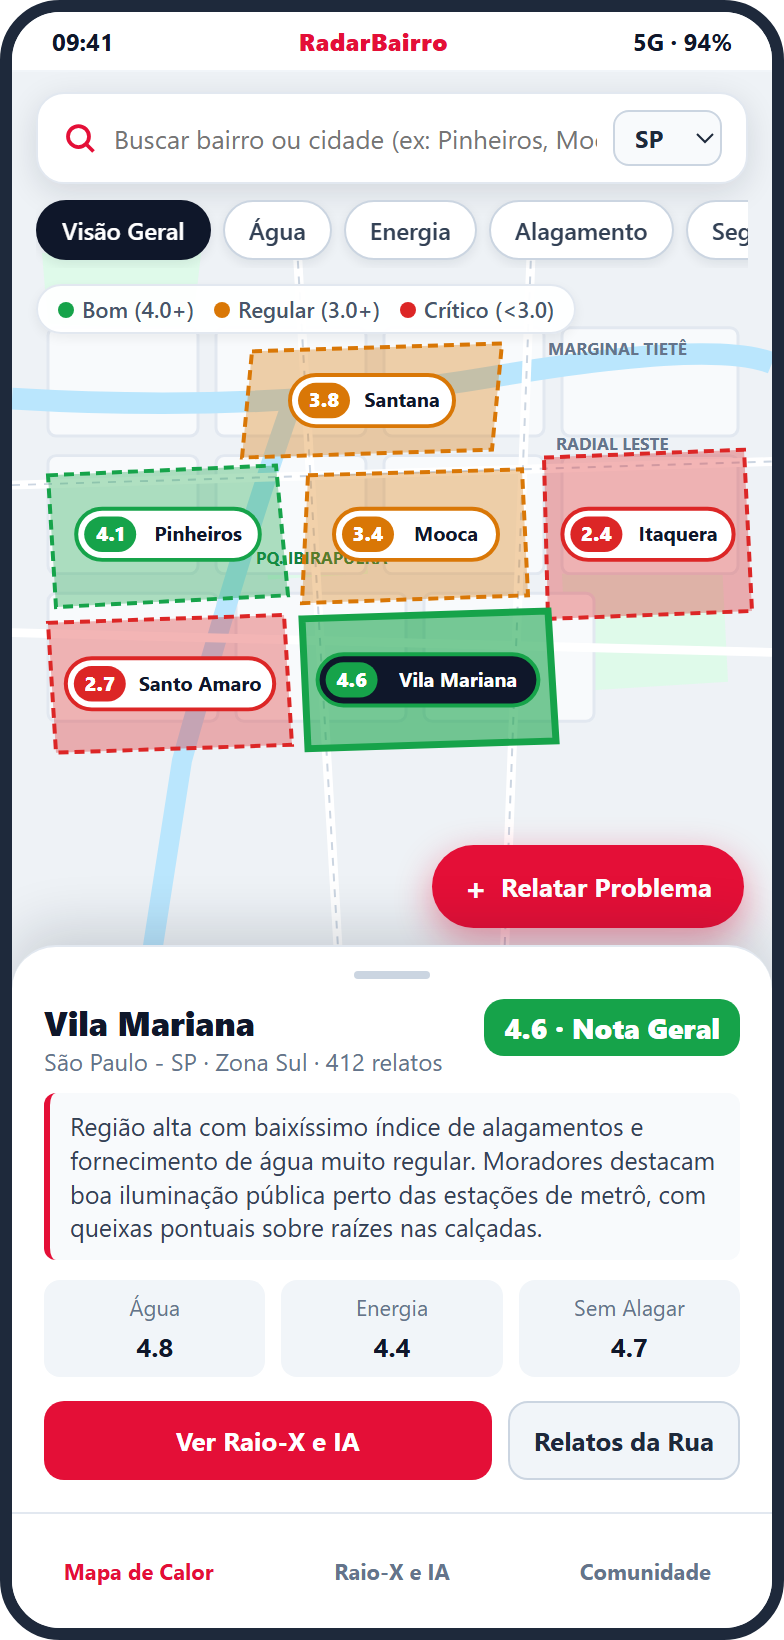 09:41
RadarBairro
5G · 94%
Buscar bairro ou cidade (ex: Pinheiros, Moo
SP
Visão Geral
Água
Energia
Alagamento
Seg
Bom (4.0+)
Regular (3.0+)
Crítico (<3.0)
MARGINAL TIETÊ
3.8 Santana
RADIAL LESTE
4.1 Pinheiros
3.4 Mooca
2.4 Itaquera
PQ. IBIRAPUERA
2.7 Santo Amaro
4.6 Vila Mariana
+ Relatar Problema
Vila Mariana
4.6 · Nota Geral
São Paulo - SP · Zona Sul · 412 relatos
Região alta com baixíssimo índice de alagamentos e
fornecimento de água muito regular. Moradores destacam
boa iluminação pública perto das estações de metrô, com
queixas pontuais sobre raízes nas calçadas.
Água
4.8
Energia
4.4
Sem Alagar
4.7
Ver Raio-X e IA
Relatos da Rua
Mapa de Calor
Raio-X e IA
Comunidade